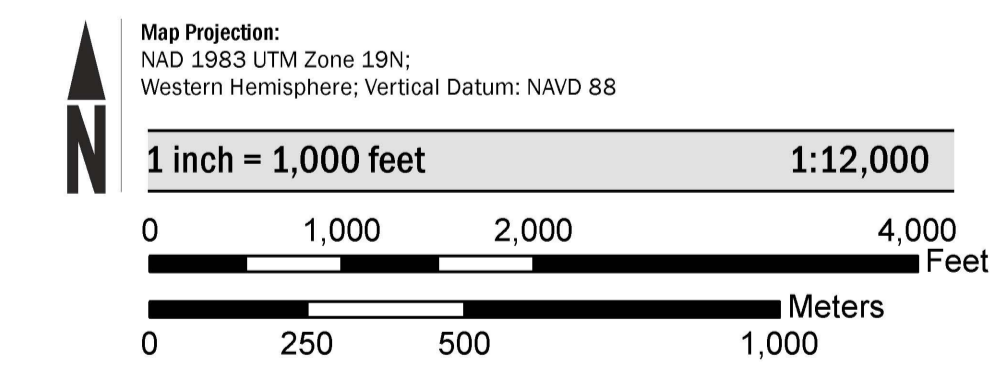 N
Map Projection:
NAD 1983 UTM Zone 19N;
Western Hemisphere; Vertical Datum: NAVD 88
1 inch = 1,000 feet 1:12,000
0 1,000 2,000 4,000
Feet
Meters
0 250 500 1,000